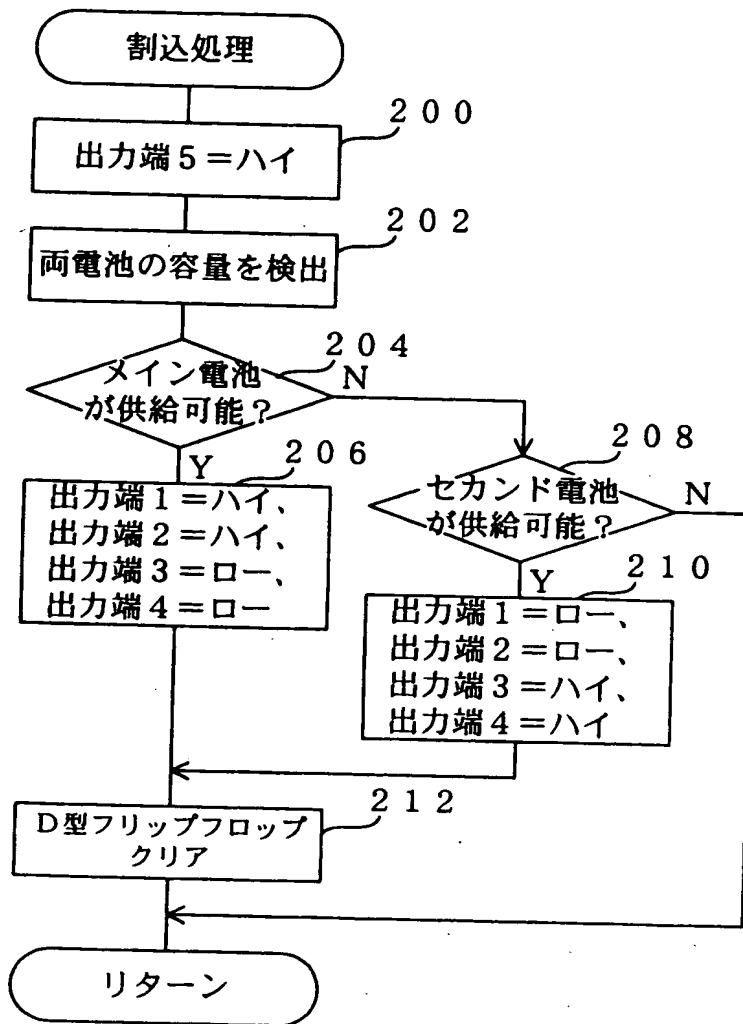 割込処理
200
出力端5=ハイ
202
両電池の容量を検出
204
メイン電池
が供給可能?
N
Y
206
出力端1=ハイ、
出力端2=ハイ、
出力端3=ロー、
出力端4=ロー
208
セカンド電池
が供給可能?
N
Y
210
出力端1=ロー、
出力端2=ロー、
出力端3=ハイ、
出力端4=ハイ
212
D型フリップフロップ
クリア
リターン